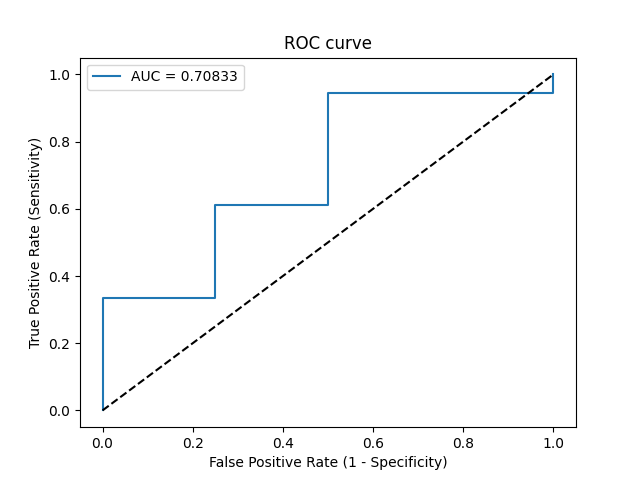 ROC curve
AUC = 0.70833
True Positive Rate (Sensitivity)
1.0
0.8
0.6
0.4
0.2
0.0
0.0 0.2 0.4 0.6 0.8 1.0
False Positive Rate (1 - Specificity)